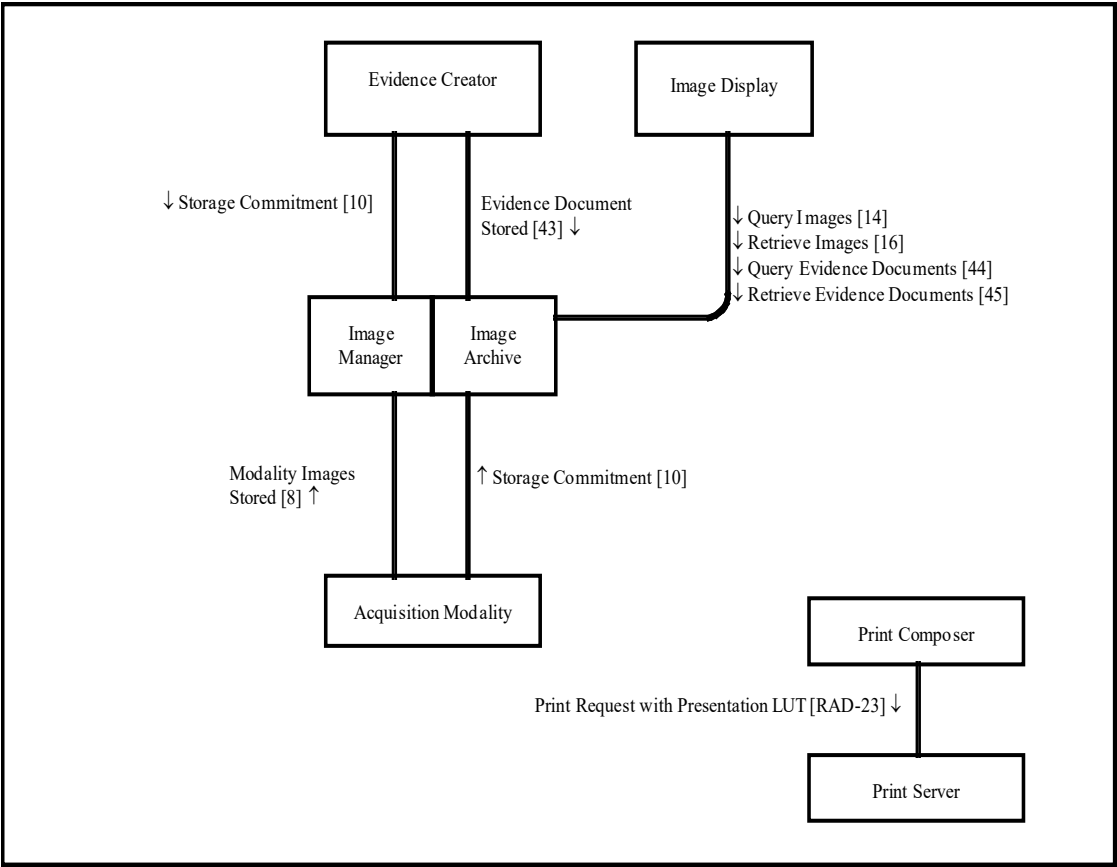 Evidence Creator
Image Display
↓ Storage Commitment [10]
Evidence Document
Stored [43] ↓
↓ Query Images [14]
↓ Retrieve Images [16]
↓ Query Evidence Documents [44]
↓ Retrieve Evidence Documents [45]
Image
Manager
Image
Archive
Modality Images
Stored [8] ↑
↑ Storage Commitment [10]
Acquisition Modality
Print Composer
Print Request with Presentation LUT [RAD-23] ↓
Print Server